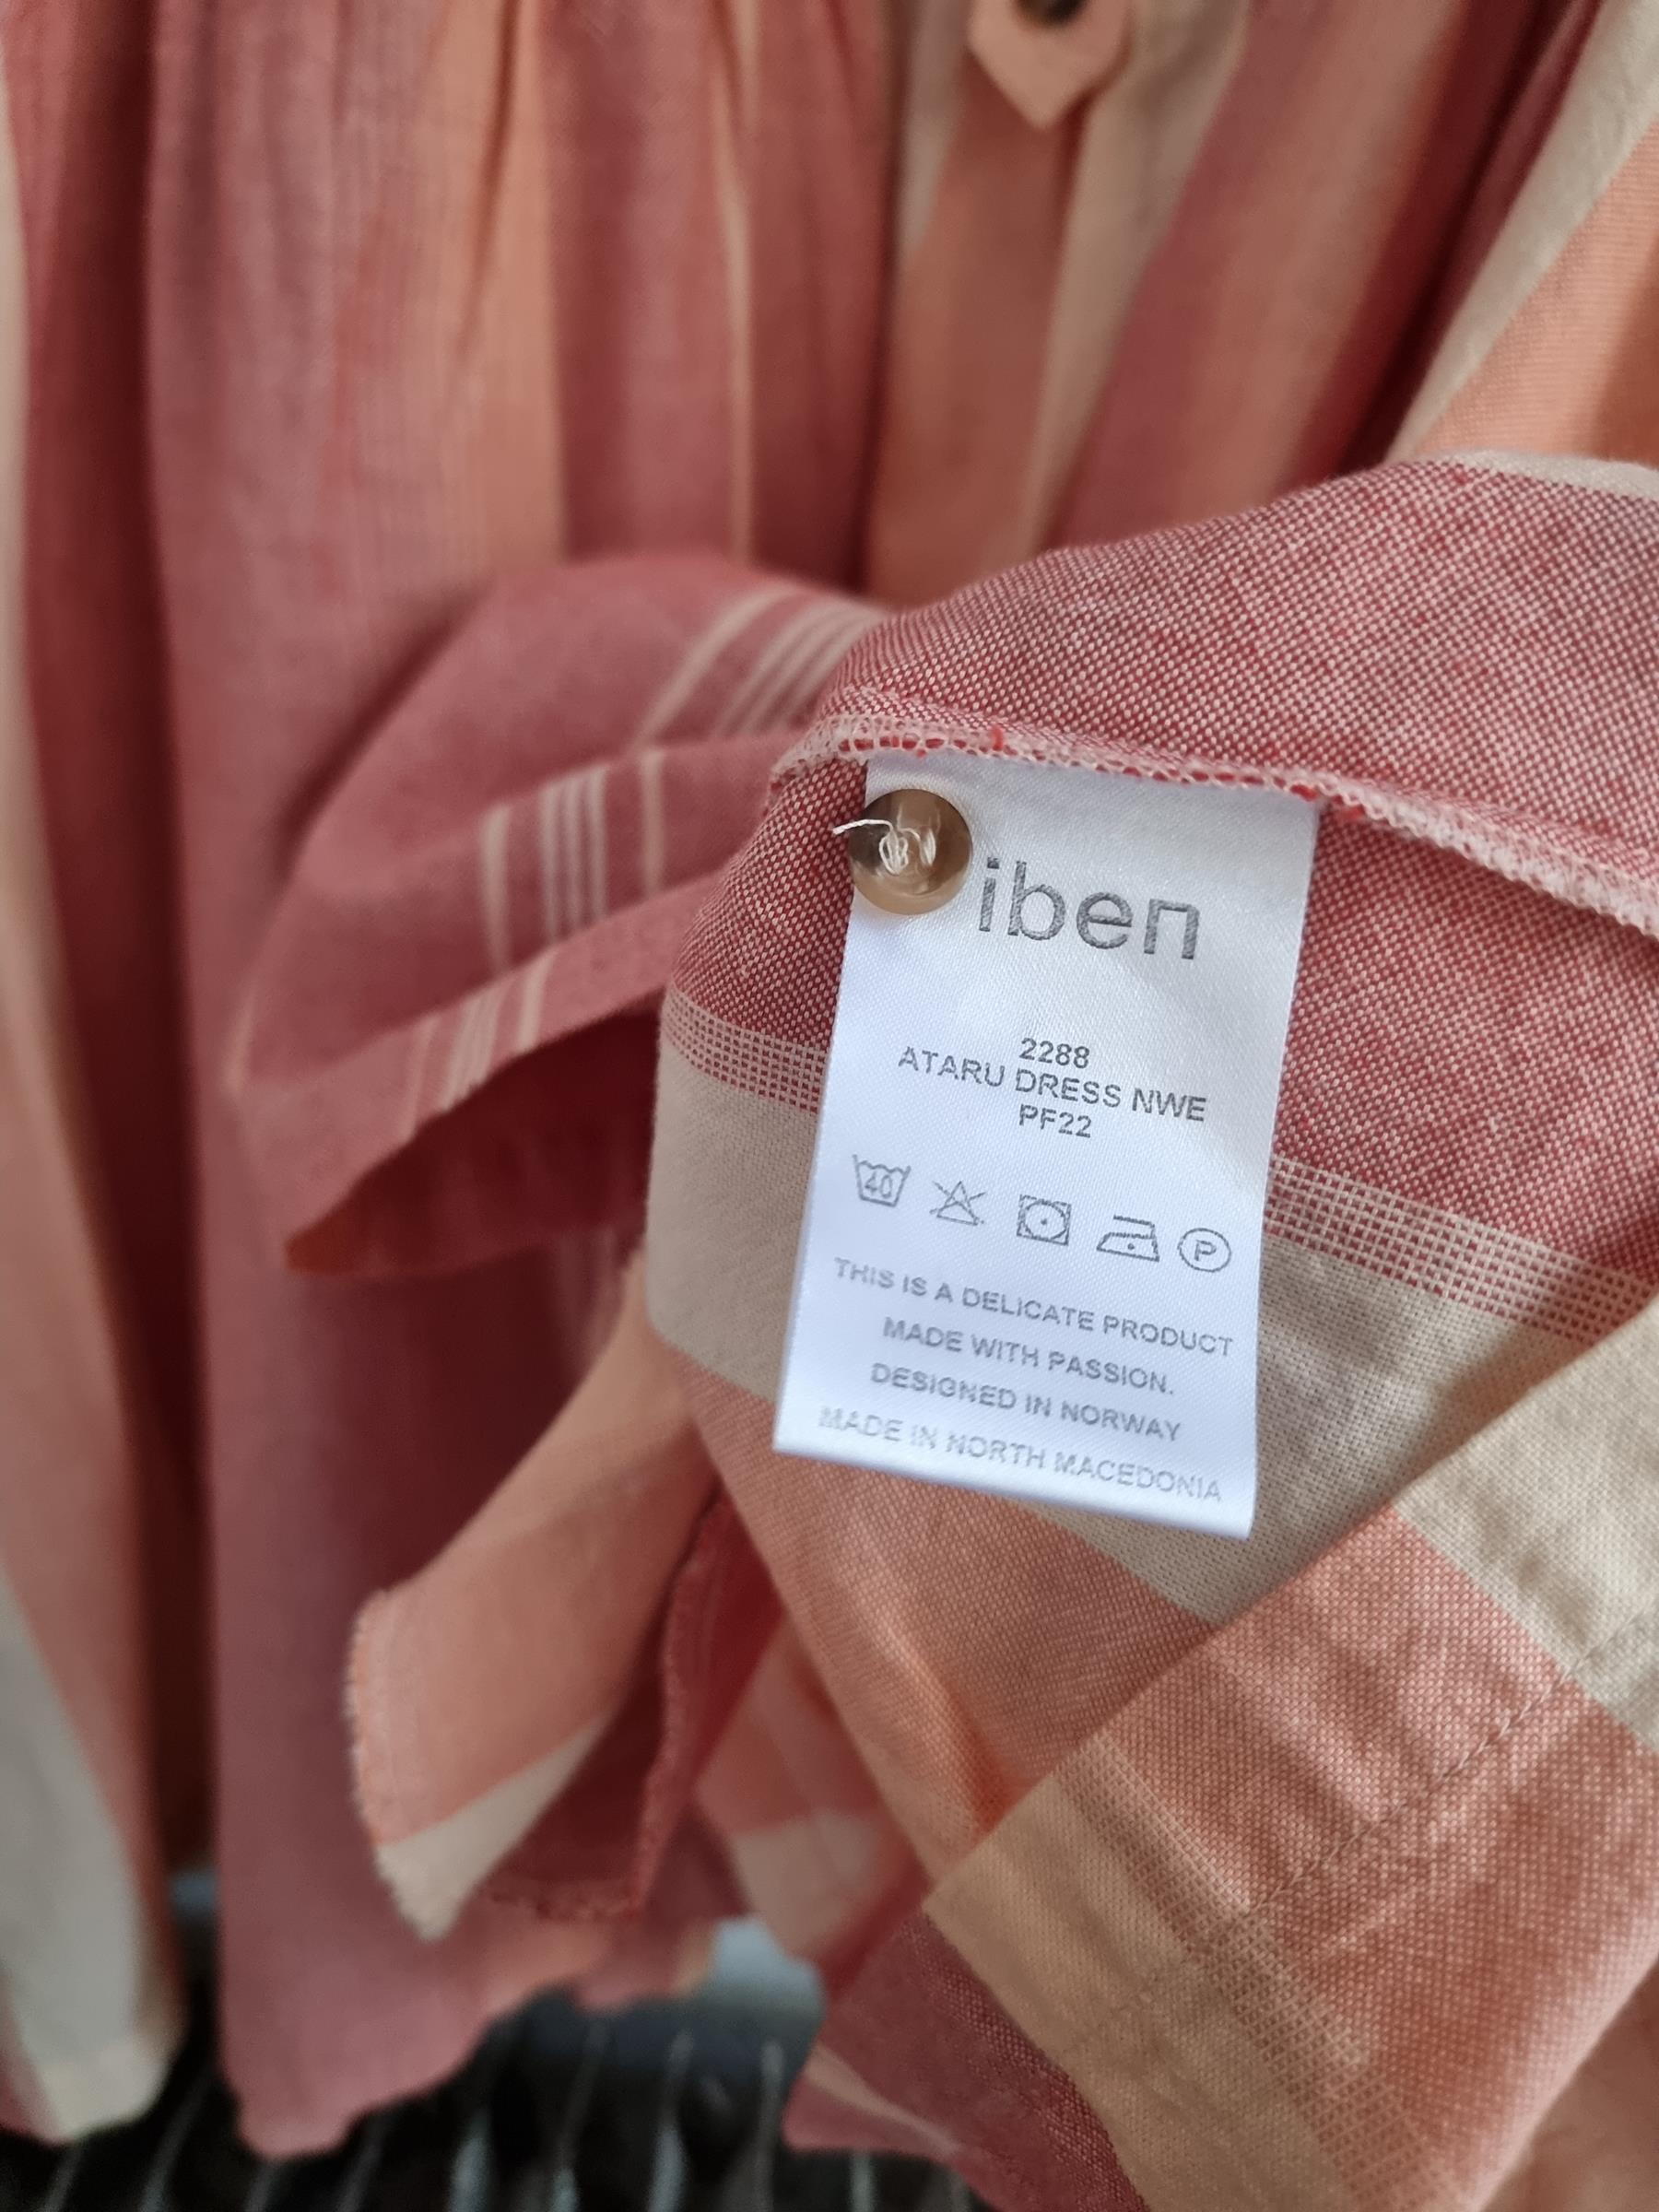 iben
2288
ATARU DRESS NWE
PF22
40
P
THIS IS A DELICATE PRODUCT
MADE WITH PASSION.
DESIGNED IN NORWAY
MADE IN NORTH MACEDONIA